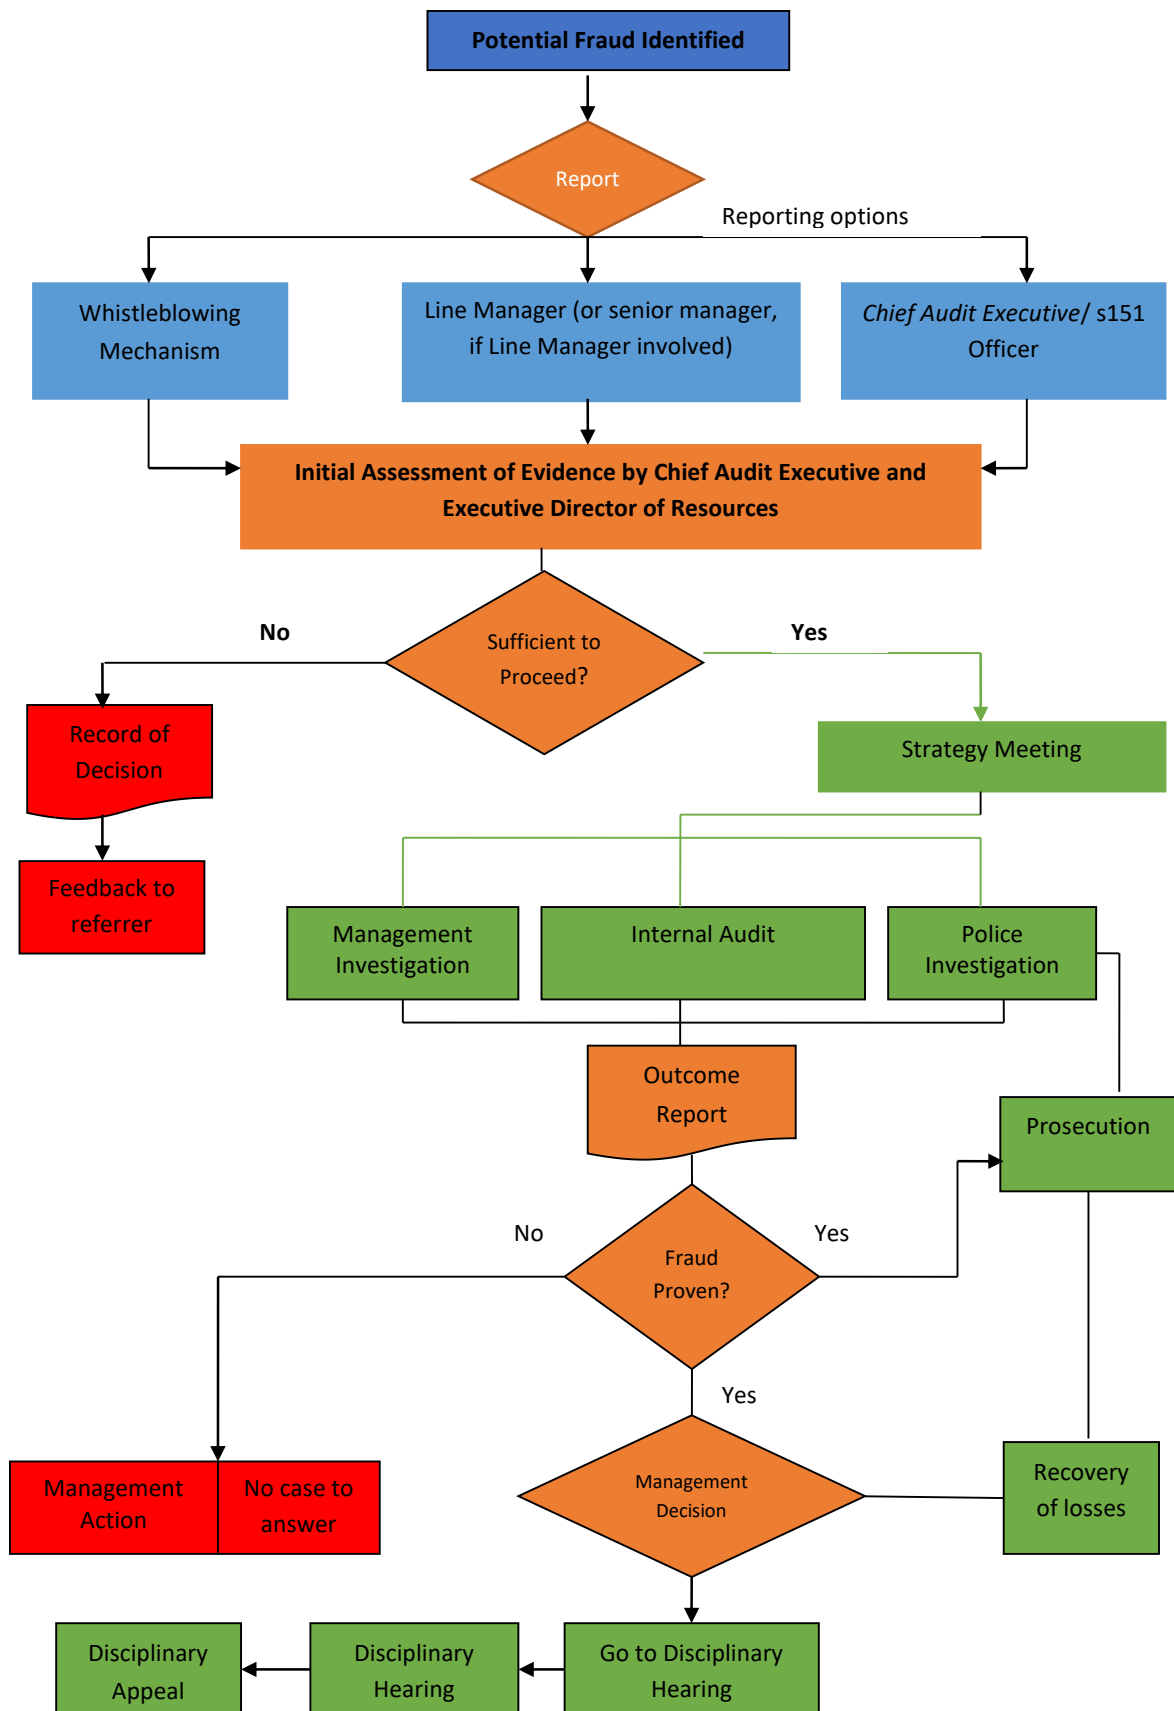 Potential Fraud Identified
Report
Reporting options
Whistleblowing
Mechanism
Line Manager (or senior manager,
if Line Manager involved)
Chief Audit Executive/ s151
Officer
Initial Assessment of Evidence by Chief Audit Executive and
Executive Director of Resources
No
Sufficient to
Proceed?
Yes
Record of
Decision
Strategy Meeting
Feedback to
referrer
Management
Investigation
Internal Audit
Police
Investigation
Outcome
Report
Prosecution
No
Yes
Fraud
Proven?
Yes
Management
Action
No case to
answer
Management
Decision
Recovery
of losses
Disciplinary
Appeal
Disciplinary
Hearing
Go to Disciplinary
Hearing